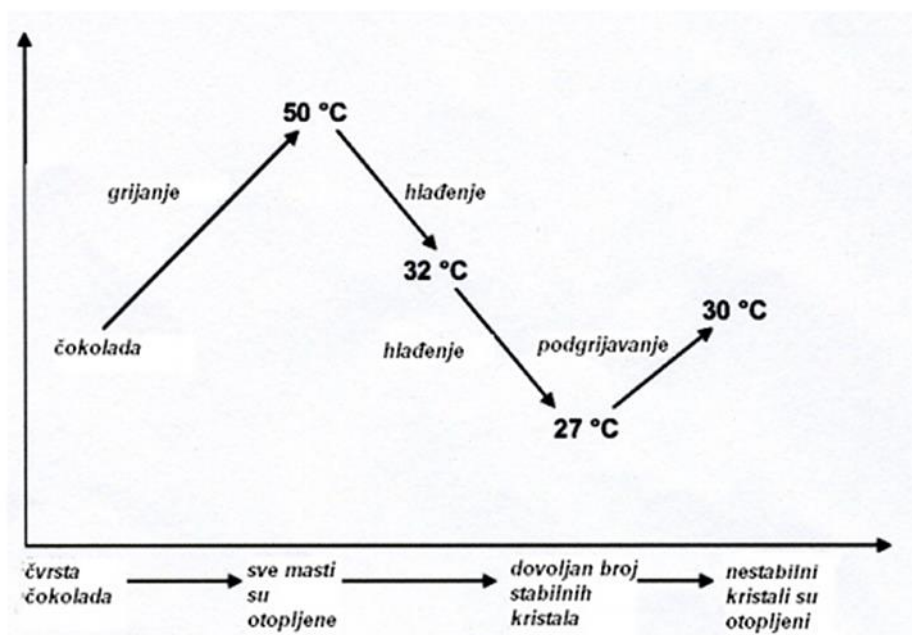 50 °C
grijanje
hlađenje
32 °C
30 °C
čokolada
hlađenje
podgrijavanje
27 °C
čvrsta
čokolada
sve masti
su
otopljene
dovoljan broj
stabilnih
kristala
nestabilni
kristali su
otopljeni